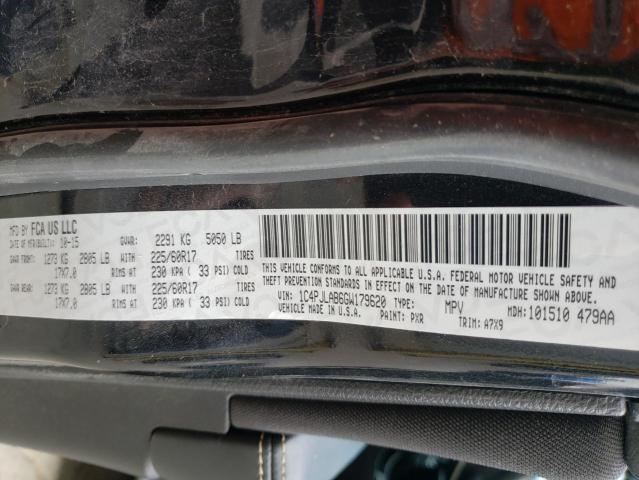 MFD BY FCA US LLC
DATE OF MFR(BUILT): 10-15 GVWR: 2291 KG 5050 LB
GAWR FRONT: 1273 KG 2805 LB WITH 225/60R17 TIRES
17X7.0 RIMS AT 230 KPA ( 33 PSI) COLD
GAWR REAR: 1273 KG 2805 LB WITH 225/60R17 TIRES
17X7.0 RIMS AT 230 KPA ( 33 PSI) COLD
THIS VEHICLE CONFORMS TO ALL APPLICABLE U.S.A. FEDERAL MOTOR VEHICLE SAFETY AND
THEFT PREVENTION STANDARDS IN EFFECT ON THE DATE OF MANUFACTURE SHOWN ABOVE.
VIN: 1C4PJLAB6GW179620 TYPE: MPV MDH: 101510 479AA
VEHICLE MADE IN U.S.A. PAINT: PXR TRIM: A7X9